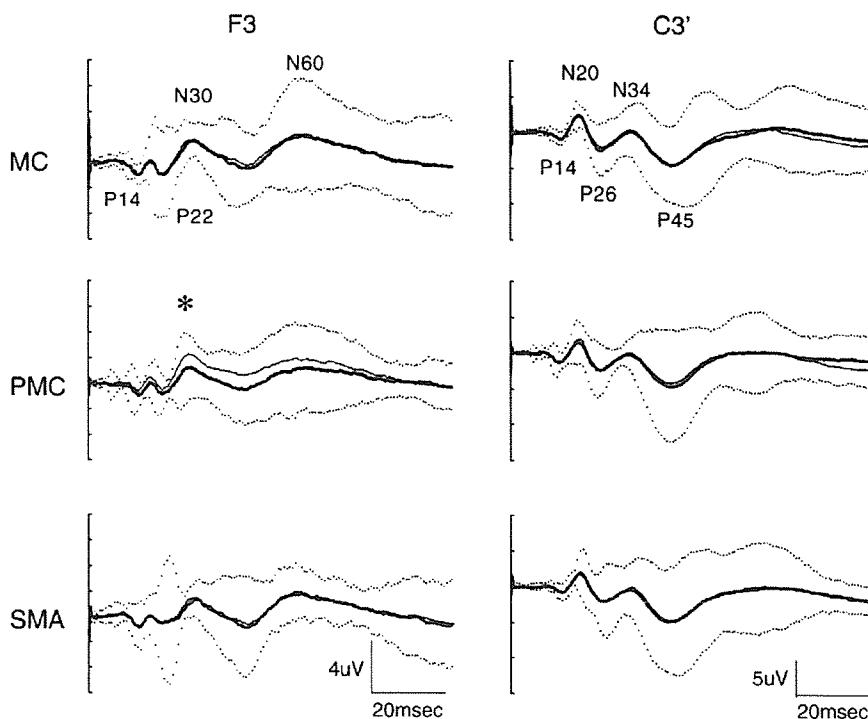 F3
C3'
MC
N30
N60
P14
P22
N20
N34
P14
P26
P45
PMC
*
SMA
4uV
20msec
5uV
20msec